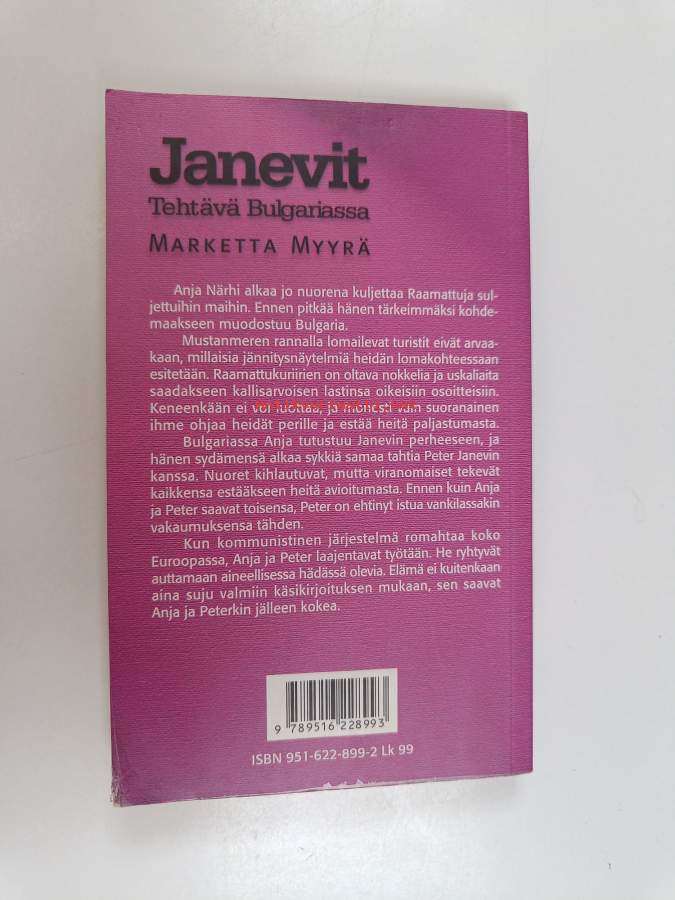 Janevit
Tehtävä Bulgariassa
MARKETTA MYYRÄ
Anja Närhi alkaa jo nuorena kuljettaa Raamattuja sul-
jettuihin maihin. Ennen pitkää hänen tärkeimmäksi kohde-
maakseen muodostuu Bulgaria.
Mustanmeren rannalla lomailevat turistit eivät arvaa-
kaan, millaisia jännitysnäytelmiä heidän lomakohteessaan
esitetään. Raamattukuriirien on oltava nokkelia ja uskaliaita
saadakseen kallisarvoisen lastinsa oikeisiin osoitteisiin.
Keneenkään ei voi luottaa, ja monesti vain suoranainen
ihme ohjaa heidät perille ja estää heitä paljastumasta.
Bulgariassa Anja tutustuu Janevin perheeseen, ja
hänen sydämensä alkaa sykkiä samaa tahtia Peter Janevin
kanssa. Nuoret kihlautuvat, mutta viranomaiset tekevät
kaikkensa estääkseen heitä avioitumasta. Ennen kuin Anja
ja Peter saavat toisensa, Peter on ehtinyt istua vankilassakin
vakaumuksensa tähden.
Kun kommunistinen järjestelmä romahtaa koko
Euroopassa, Anja ja Peter laajentavat työtään. He ryhtyvät
auttamaan aineellisessa hädässä olevia. Elämä ei kuitenkaan
aina suju valmiin käsikirjoituksen mukaan, sen saavat
Anja ja Peterkin jälleen kokea.
9 789516 228993
ISBN 951-622-899-2 Lk 99